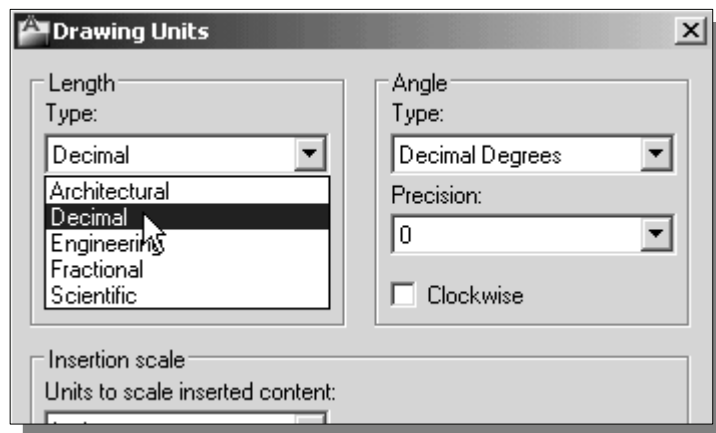 Drawing Units
Length
Type:
Decimal
Architectural
Decimal
Engineering
Fractional
Scientific
Angle
Type:
Decimal Degrees
Precision:
0
Clockwise
Insertion scale
Units to scale inserted content: